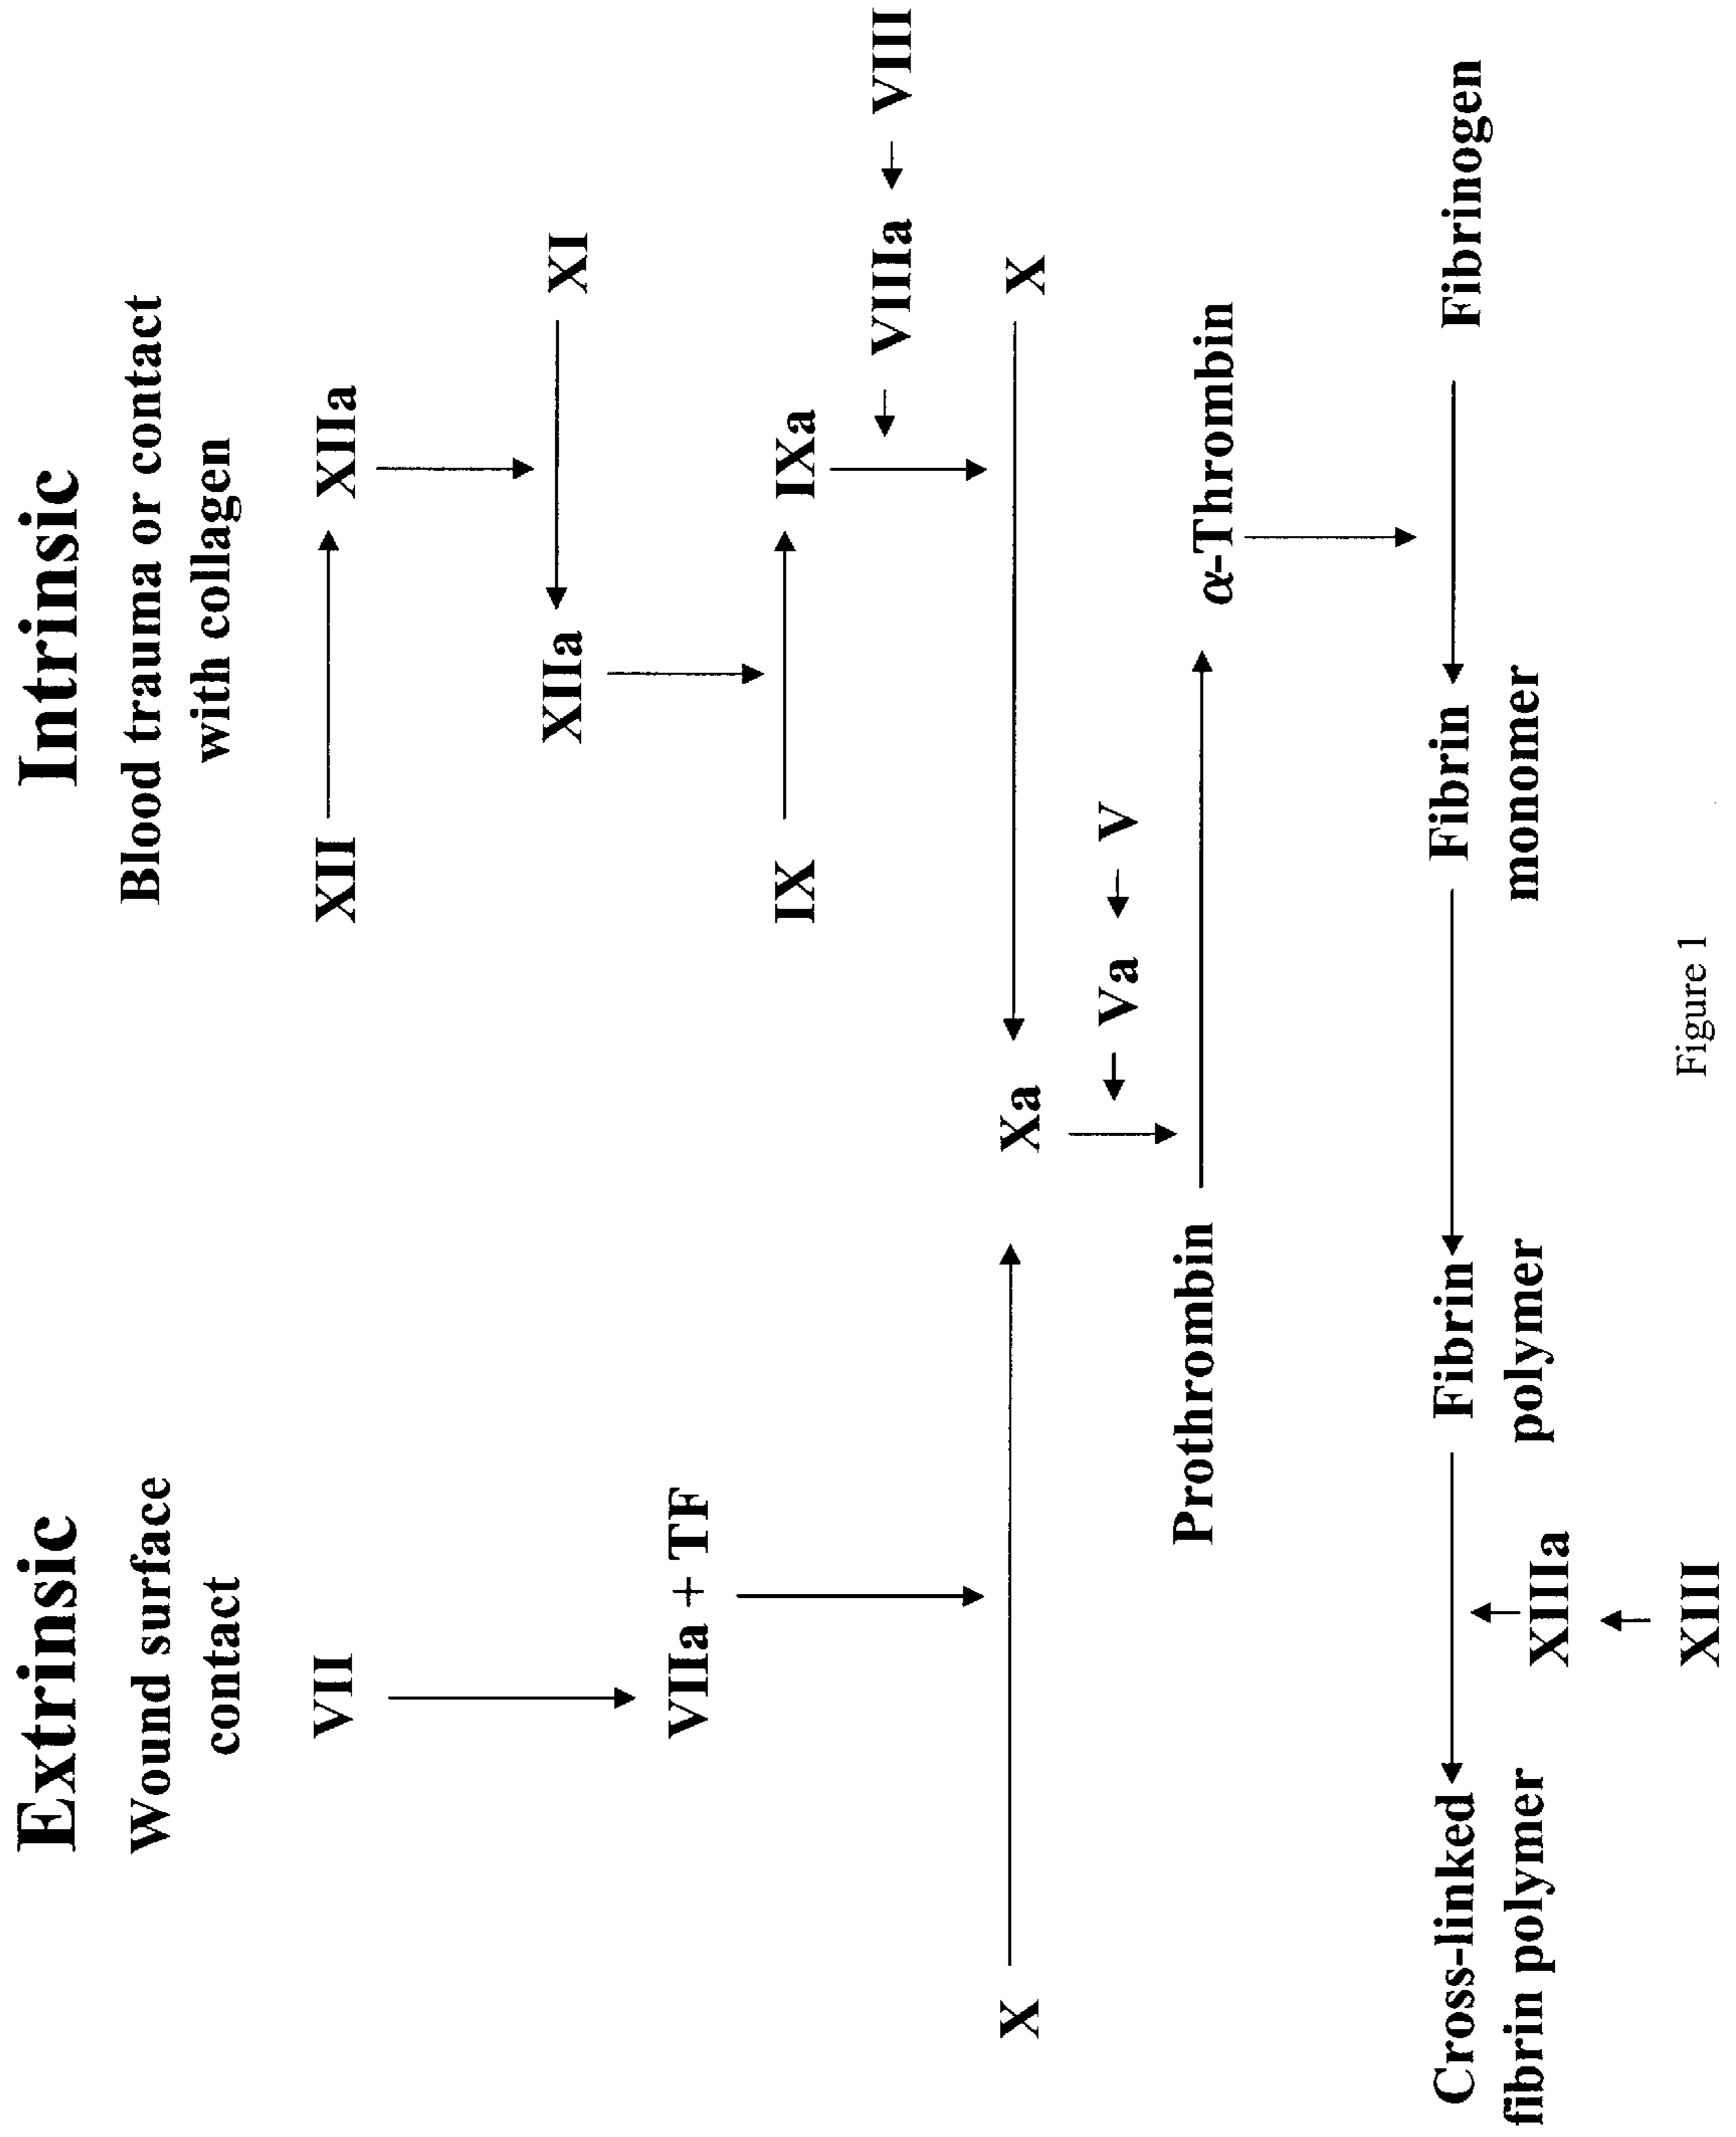 Extrinsic
Intrinsic
Wound surface
contact
Blood trauma or contact
with collagen
VII
XII
XIIa
XIIa
XI
VIIa + TF
IX
IXa
VIIIa
VIII
X
Xa
X
Va
V
Prothrombin
α-Thrombin
Cross-linked
fibrin polymer
Fibrin
polymer
Fibrin
monomer
Fibrinogen
XIIIa
XIII
Figure 1